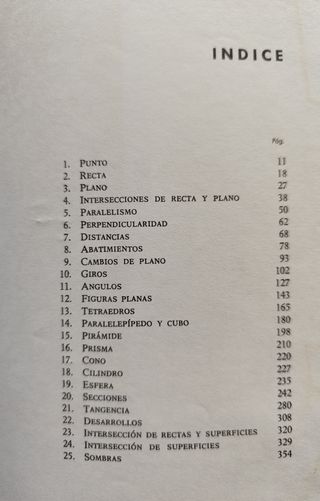 INDICE
Pág.
1. PUNTO 11
2. RECTA 18
3. PLANO 27
4. INTERSECCIONES DE RECTA Y PLANO 38
5. PARALELISMO 50
6. PERPENDICULARIDAD 62
7. DISTANCIAS 68
8. ABATIMIENTOS 78
9. CAMBIOS DE PLANO 93
10. GIROS 102
11. ANGULOS 127
12. FIGURAS PLANAS 143
13. TETRAEDROS 165
14. PARALELEPÍPEDO Y CUBO 180
15. PIRÁMIDE 198
16. PRISMA 210
17. CONO 220
18. CILINDRO 227
19. ESFERA 235
20. SECCIONES 242
21. TANGENCIA 280
22. DESARROLLOS 308
23. INTERSECCIÓN DE RECTAS Y SUPERFICIES 320
24. INTERSECCIÓN DE SUPERFICIES 329
25. SOMBRAS 354